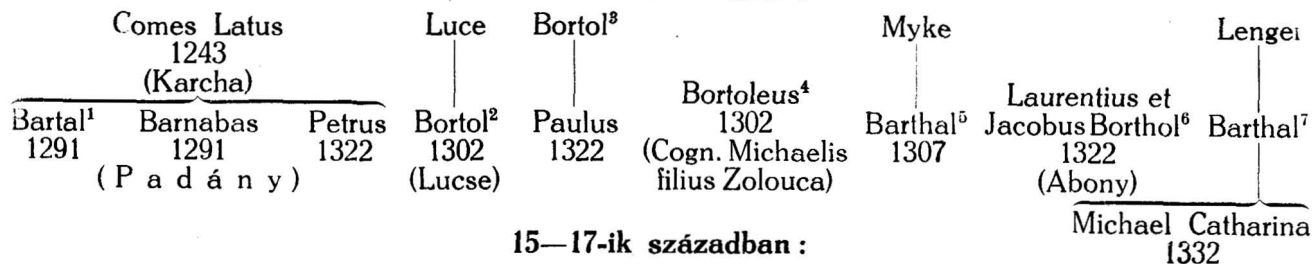 Comes Latus Luce Bortol³ Myke Lengei
1243
(Karcha)
Bortoleus⁴ Laurentius et
Bartal¹ Barnabas Petrus Bortol² Paulus 1302 Barthal⁵ Jacobus Borthol⁶ Barthal⁷
1291 1291 1322 1302 1322 (Cogn. Michaelis 1307 1322
(Padány) (Lucse) filius Zolouca) (Abony)
Michael Catharina
15—17-ik században :
1332